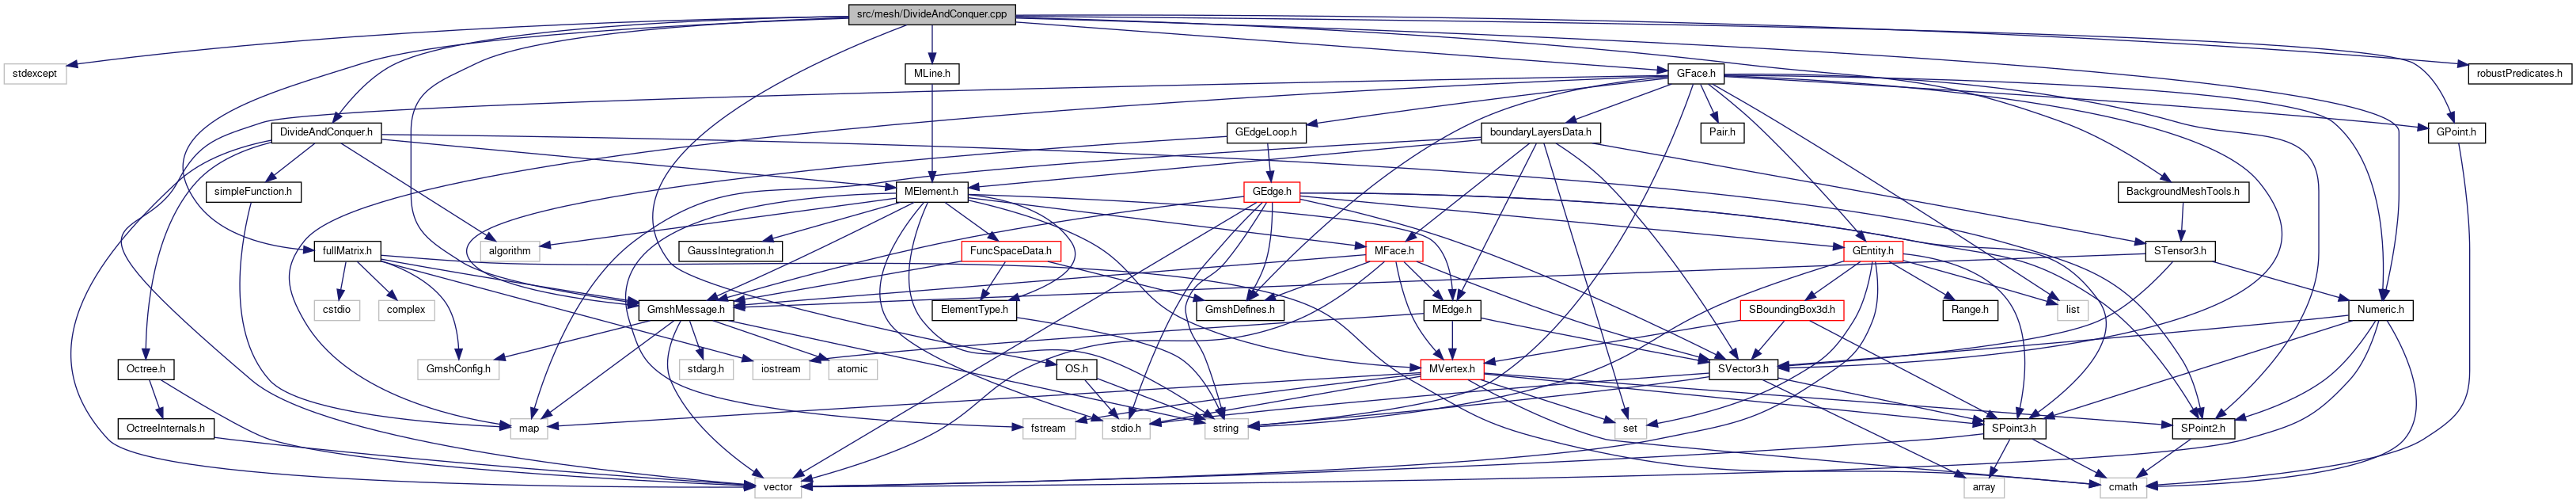 src/mesh/DivideAndConquer.cpp
stdexcept
MLine.h
GFace.h
robustPredicates.h
DivideAndConquer.h
GEdgeLoop.h
boundaryLayersData.h
Pair.h
GPoint.h
simpleFunction.h
MElement.h
GEdge.h
BackgroundMeshTools.h
fullMatrix.h
algorithm
GaussIntegration.h
FuncSpaceData.h
MFace.h
GEntity.h
STensor3.h
cstdio
complex
GmshMessage.h
ElementType.h
GmshDefines.h
MEdge.h
SBoundingBox3d.h
Range.h
list
Numeric.h
Octree.h
GmshConfig.h
stdarg.h
iostream
atomic
OS.h
MVertex.h
SVector3.h
OctreeInternals.h
map
fstream
stdio.h
string
set
SPoint3.h
SPoint2.h
vector
array
cmath